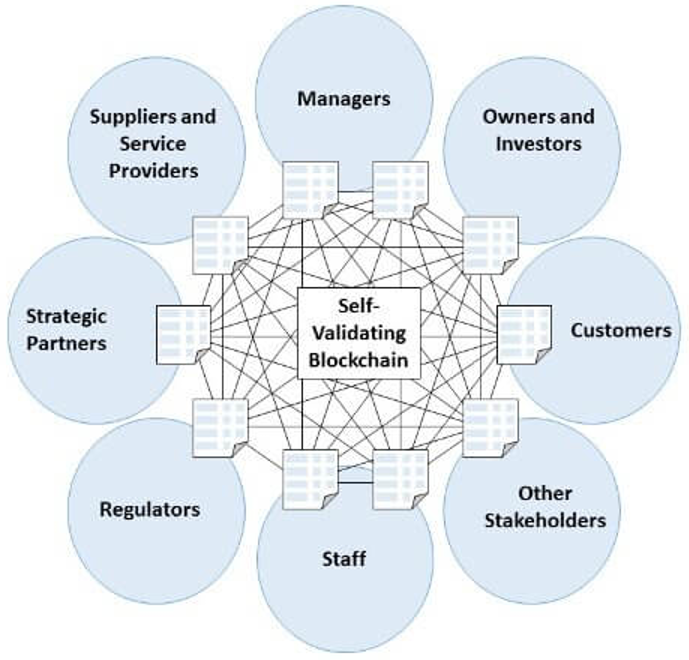 Managers
Suppliers and
Service
Providers
Owners and
Investors
Strategic
Partners
Self-
Validating
Blockchain
Customers
Regulators
Other
Stakeholders
Staff